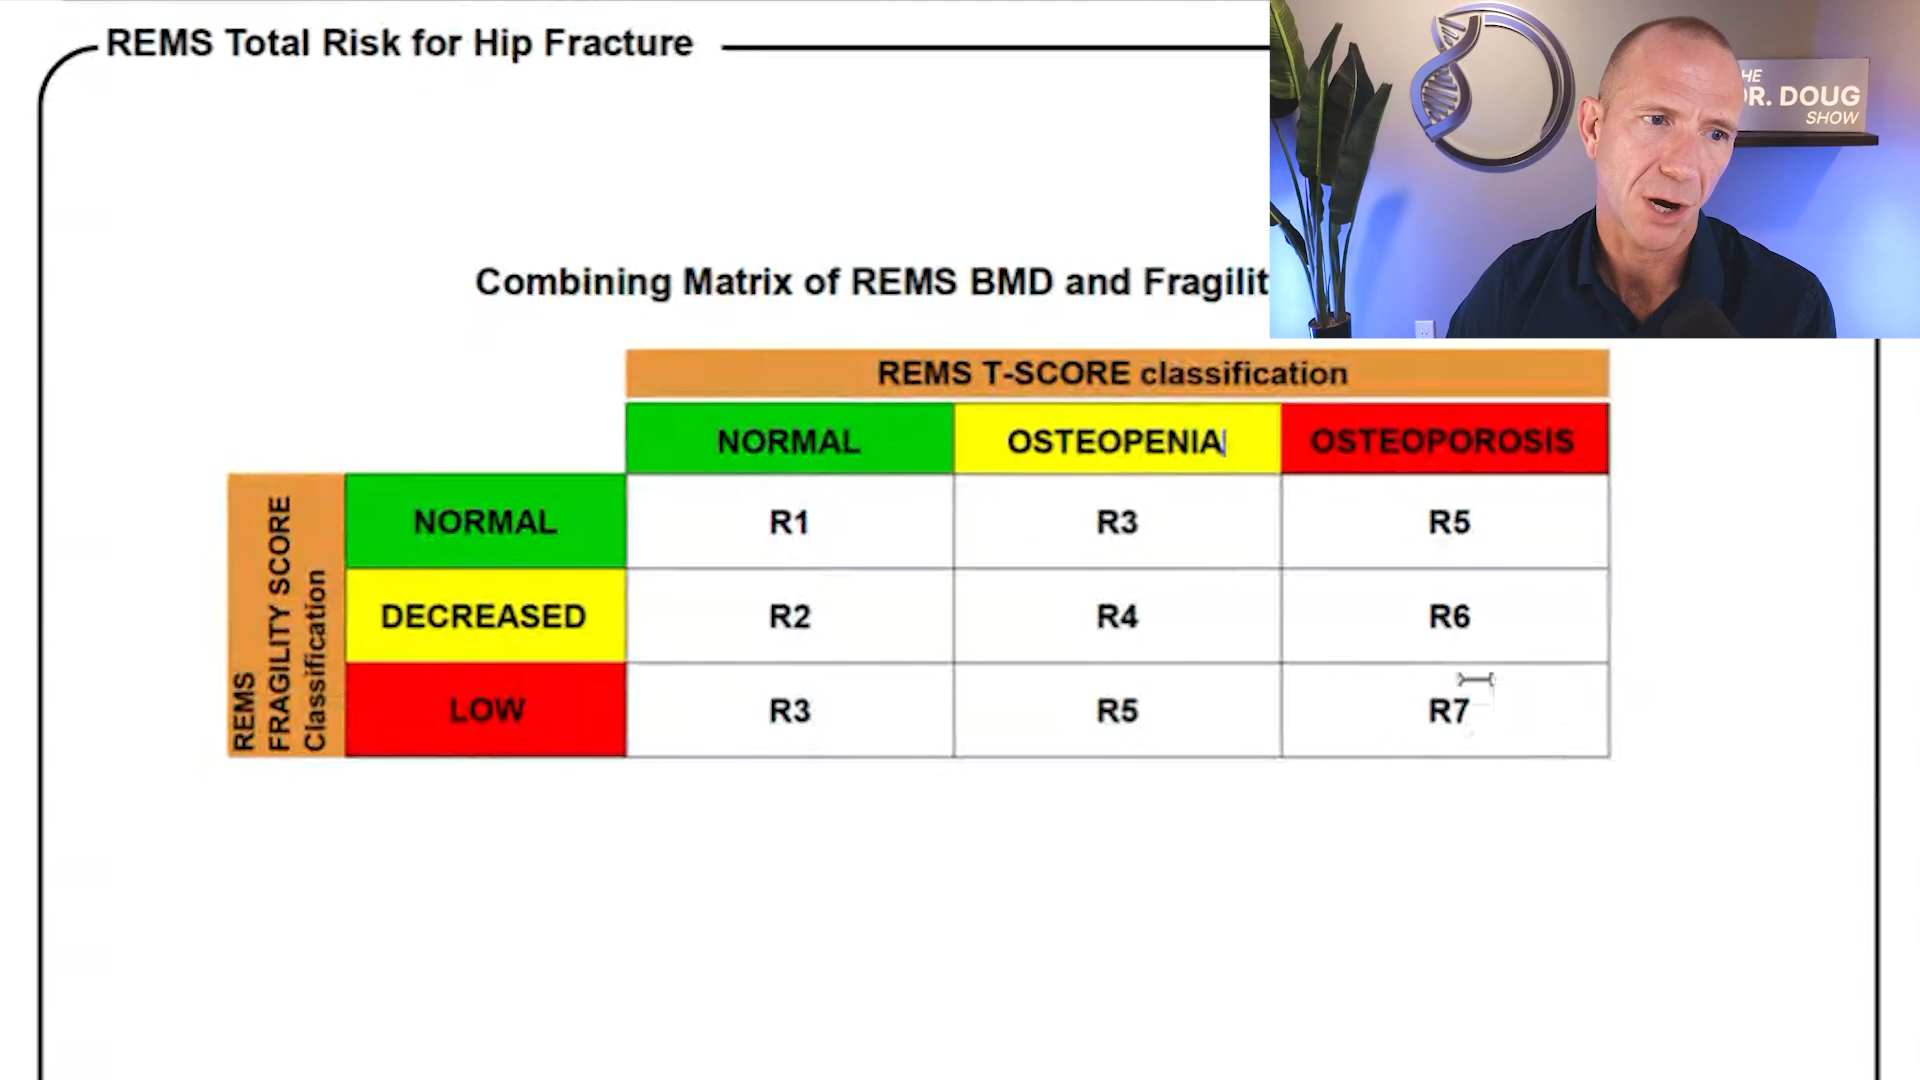 REMS Total Risk for Hip Fracture
HE
R. DOUG
SHOW
Combining Matrix of REMS BMD and Fragilit
REMS T-SCORE classification
NORMAL OSTEOPENIA OSTEOPOROSIS
REMS
FRAGILITY SCORE
Classification
NORMAL R1 R3 R5
DECREASED R2 R4 R6
LOW R3 R5 R7